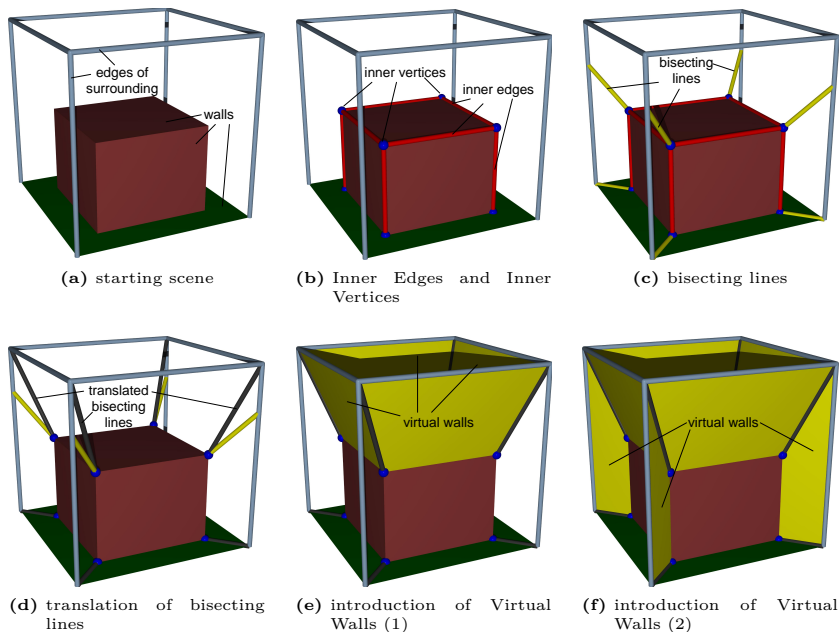 edges of
surrounding
walls
inner vertices
inner edges
bisecting
lines
(a) starting scene
(b) Inner Edges and Inner
Vertices
(c) bisecting lines
translated
bisecting
lines
virtual walls
virtual walls
(d) translation of bisecting
lines
(e) introduction of Virtual
Walls (1)
(f) introduction of Virtual
Walls (2)